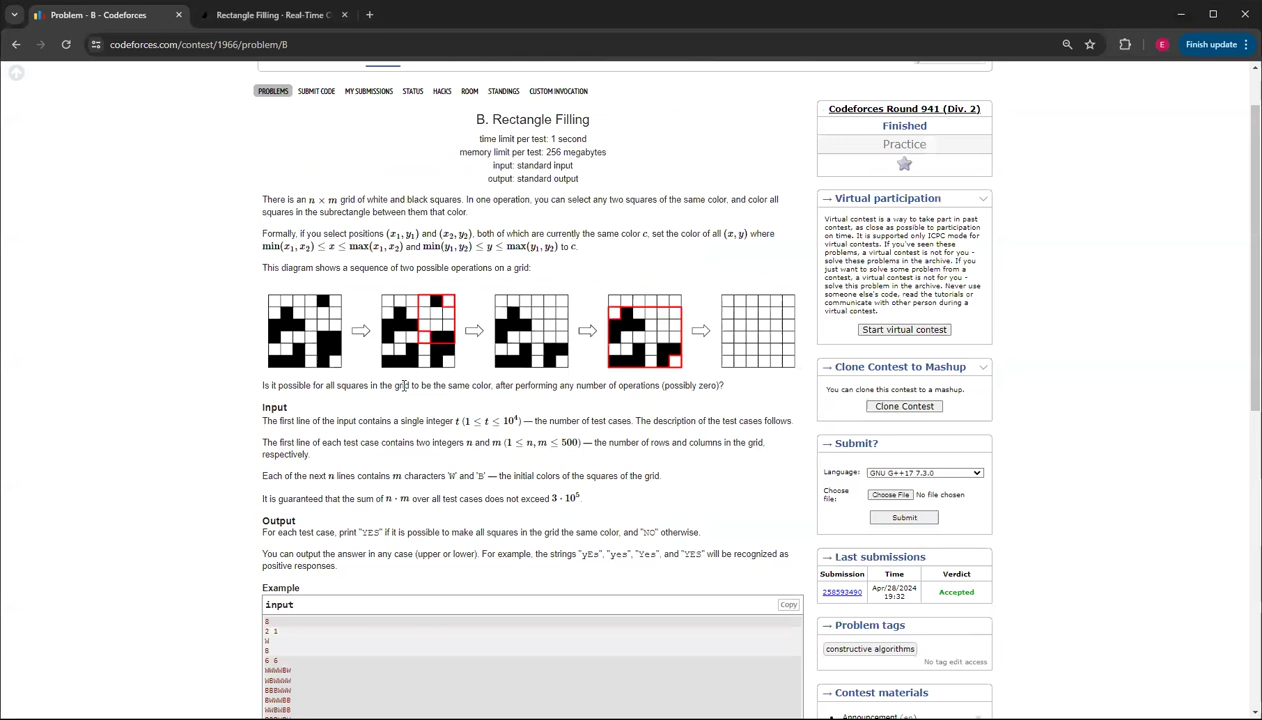 Problem - B - Codeforces
Rectangle Filling · Real-Time C
codeforces.com/contest/1966/problem/B
E
Finish update
PROBLEMS SUBMIT CODE MY SUBMISSIONS STATUS HACKS ROOM STANDINGS CUSTOM INVOCATION
B. Rectangle Filling
time limit per test: 1 second
memory limit per test: 256 megabytes
input: standard input
output: standard output
There is an n × m grid of white and black squares. In one operation, you can select any two squares of the same color, and color all
squares in the subrectangle between them that color.
Formally, if you select positions (x₁, y₁) and (x₂, y₂), both of which are currently the same color c, set the color of all (x, y) where
min(x₁, x₂) ≤ x ≤ max(x₁, x₂) and min(y₁, y₂) ≤ y ≤ max(y₁, y₂) to c.
This diagram shows a sequence of two possible operations on a grid:
Is it possible for all squares in the grid to be the same color, after performing any number of operations (possibly zero)?
Input
The first line of the input contains a single integer t (1 ≤ t ≤ 10⁴) — the number of test cases. The description of the test cases follows.
The first line of each test case contains two integers n and m (1 ≤ n, m ≤ 500) — the number of rows and columns in the grid,
respectively.
Each of the next n lines contains m characters 'W' and 'B' — the initial colors of the squares of the grid.
It is guaranteed that the sum of n · m over all test cases does not exceed 3 · 10⁵.
Output
For each test case, print "YES" if it is possible to make all squares in the grid the same color, and "NO" otherwise.
You can output the answer in any case (upper or lower). For example, the strings "yEs", "yes", "Yes", and "YES" will be recognized as
positive responses.
Example
input
Copy
8
2 1
W
B
6 6
WWWWBW
WBWWWW
BBBWWW
BWWWBB
WWBWBB
Codeforces Round 941 (Div. 2)
Finished
Practice
→ Virtual participation
Virtual contest is a way to take part in past
contest, as close as possible to participation
on time. It is supported only ICPC mode for
virtual contests. If you've seen these
problems, a virtual contest is not for you -
solve these problems in the archive. If you
just want to solve some problem from a
contest, a virtual contest is not for you -
solve this problem in the archive. Never use
someone else's code, read the tutorials or
communicate with other person during a
virtual contest.
Start virtual contest
→ Clone Contest to Mashup
You can clone this contest to a mashup.
Clone Contest
→ Submit?
Language: GNU G++17 7.3.0
Choose
file:
Choose File No file chosen
Submit
→ Last submissions
Submission Time Verdict
258593490 Apr/28/2024
19:32 Accepted
→ Problem tags
constructive algorithms
No tag edit access
→ Contest materials
Announcement (en)